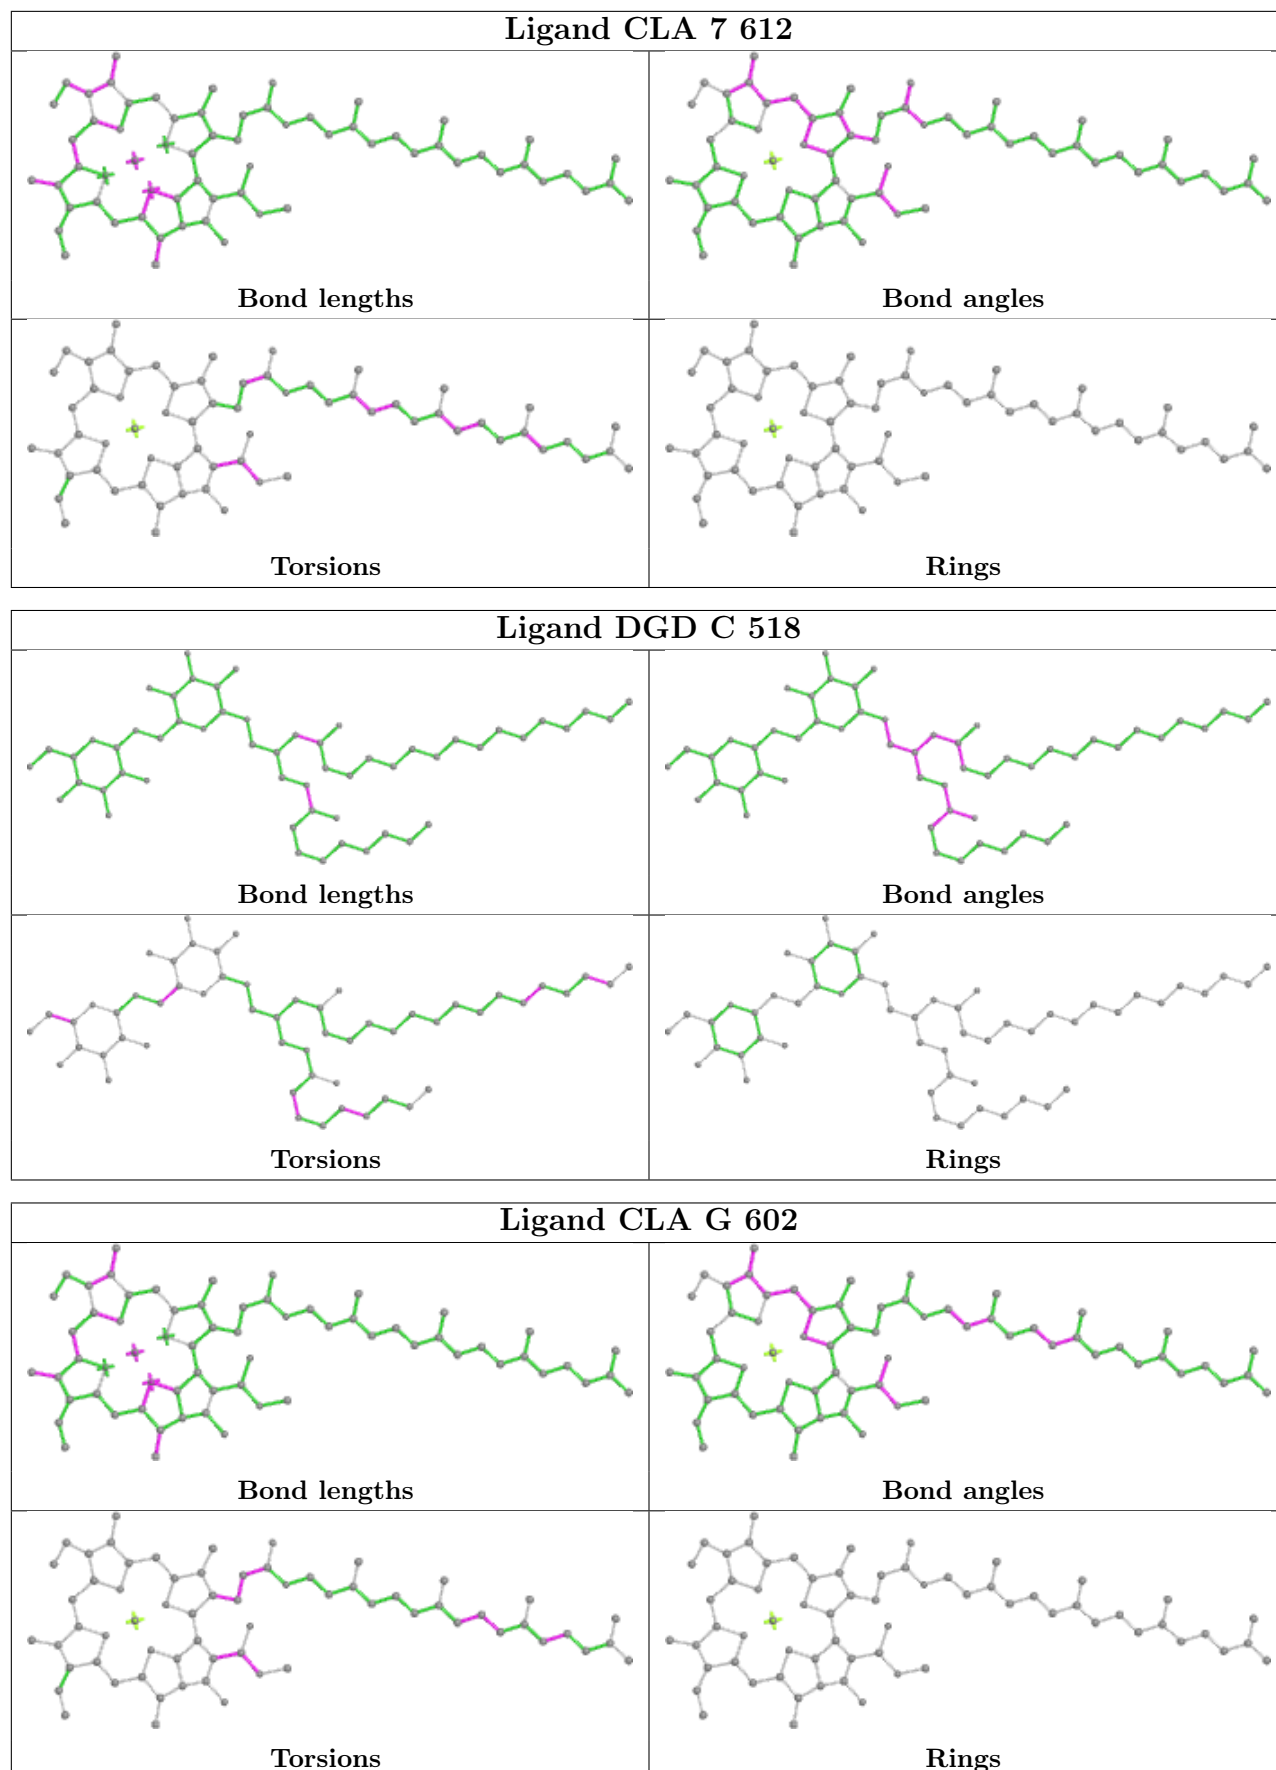 Ligand CLA 7 612
Bond lengths
Bond angles
Torsions
Rings
Ligand DGD C 518
Bond lengths
Bond angles
Torsions
Rings
Ligand CLA G 602
Bond lengths
Bond angles
Torsions
Rings